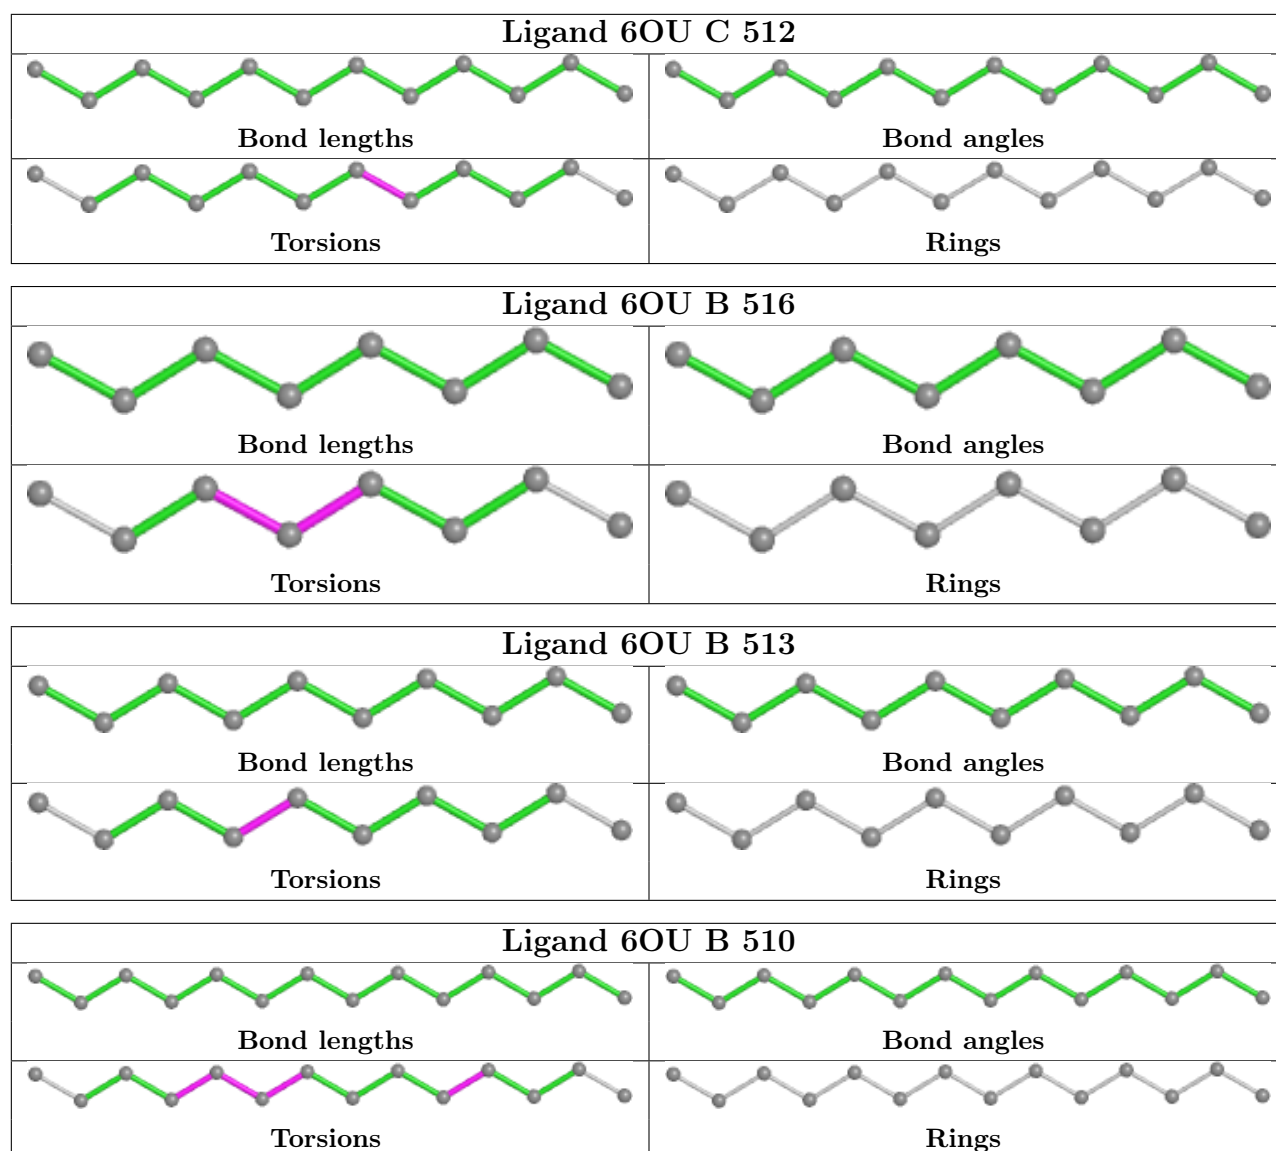 Ligand 6OU C 512
Bond lengths
Bond angles
Torsions
Rings
Ligand 6OU B 516
Bond lengths
Bond angles
Torsions
Rings
Ligand 6OU B 513
Bond lengths
Bond angles
Torsions
Rings
Ligand 6OU B 510
Bond lengths
Bond angles
Torsions
Rings